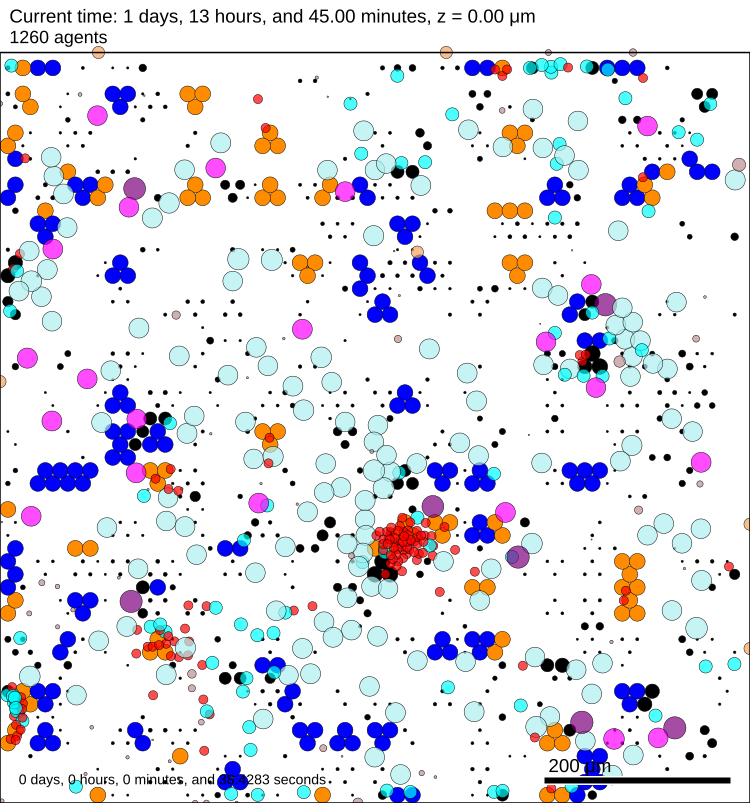 Current time: 1 days, 13 hours, and 45.00 minutes, z = 0.00 μm
1260 agents
200
0 days, 0 hours, 0 minutes, and seconds